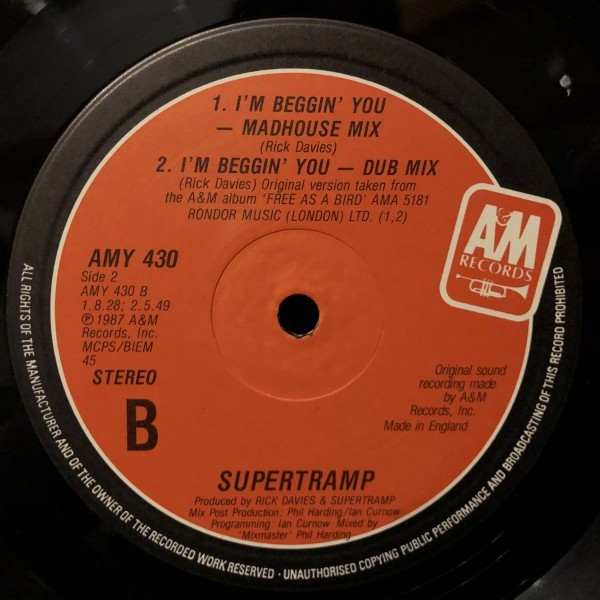 1. I'M BEGGIN' YOU
— MADHOUSE MIX
(Rick Davies)
2. I'M BEGGIN' YOU — DUB MIX
(Rick Davies) Original version taken from
the A&M album 'FREE AS A BIRD' AMA 5181
RONDOR MUSIC (LONDON) LTD. (1,2)
A&M
RECORDS
AMY 430
Side 2
AMY 430 B
1.8.28; 2.5.49
℗ 1987 A&M
Records, Inc.
MCPS/BIEM
45
STEREO
B
Original sound
recording made
by A&M
Records, Inc.
Made in England
SUPERTRAMP
Produced by RICK DAVIES & SUPERTRAMP
Mix Post Production: Phil Harding/Ian Curnow
Programming: Ian Curnow Mixed by
'Mixmaster' Phil Harding
ALL RIGHTS OF THE MANUFACTURER AND OF THE OWNER OF THE RECORDED WORK RESERVED · UNAUTHORISED COPYING PUBLIC PERFORMANCE AND BROADCASTING OF THIS RECORD PROHIBITED